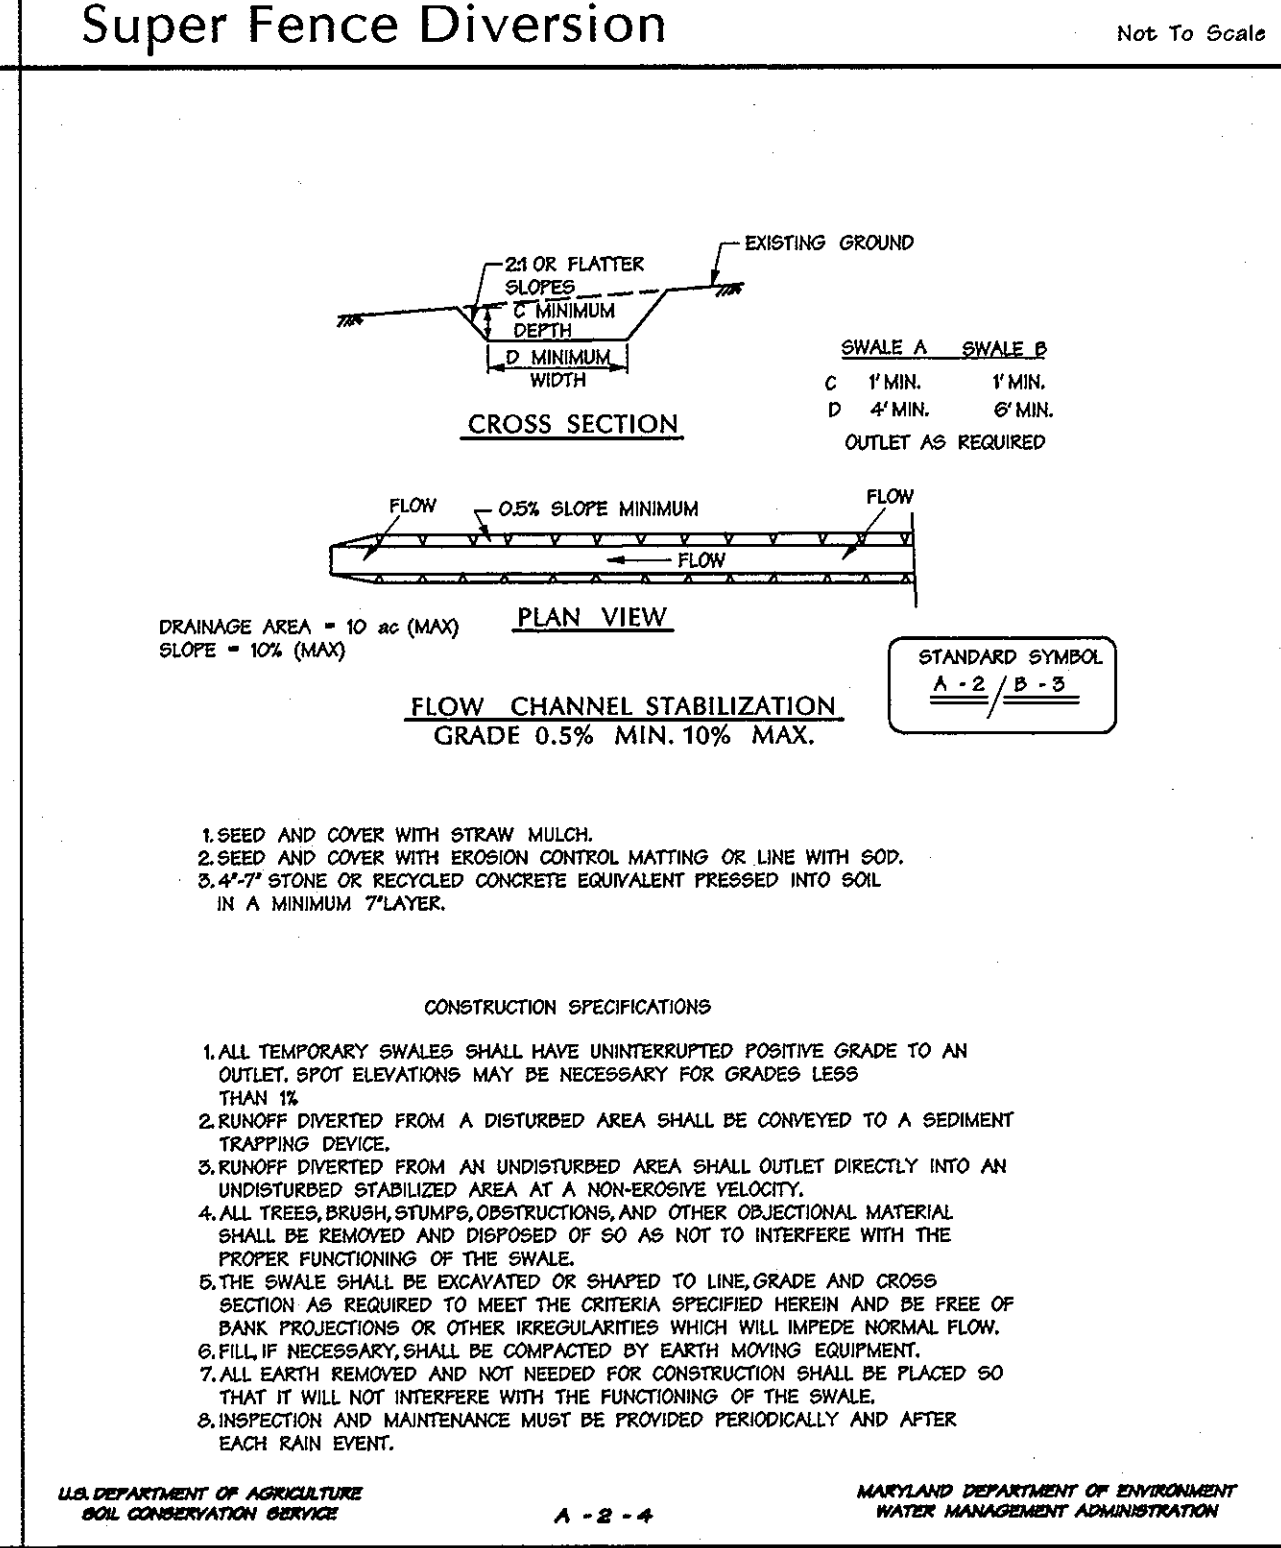 Super Fence Diversion
Not To Scale
EXISTING GROUND
2:1 OR FLATTER
SLOPES
C MINIMUM
DEPTH
D MINIMUM
WIDTH
CROSS SECTION
SWALE A SWALE B
C 1' MIN. 1' MIN.
D 4' MIN. 6' MIN.
OUTLET AS REQUIRED
FLOW
0.5% SLOPE MINIMUM
FLOW
FLOW
PLAN VIEW
DRAINAGE AREA = 10 ac (MAX)
SLOPE = 10% (MAX)
STANDARD SYMBOL
A - 2 / B - 3
FLOW CHANNEL STABILIZATION
GRADE 0.5% MIN. 10% MAX.
1. SEED AND COVER WITH STRAW MULCH.
2. SEED AND COVER WITH EROSION CONTROL MATTING OR LINE WITH SOD.
3. 4"-7" STONE OR RECYCLED CONCRETE EQUIVALENT PRESSED INTO SOIL
IN A MINIMUM 7" LAYER.
CONSTRUCTION SPECIFICATIONS
1. ALL TEMPORARY SWALES SHALL HAVE UNINTERRUPTED POSITIVE GRADE TO AN
OUTLET. SPOT ELEVATIONS MAY BE NECESSARY FOR GRADES LESS
THAN 1%
2. RUNOFF DIVERTED FROM A DISTURBED AREA SHALL BE CONVEYED TO A SEDIMENT
TRAPPING DEVICE.
3. RUNOFF DIVERTED FROM AN UNDISTURBED AREA SHALL OUTLET DIRECTLY INTO AN
UNDISTURBED STABILIZED AREA AT A NON-EROSIVE VELOCITY.
4. ALL TREES, BRUSH, STUMPS, OBSTRUCTIONS, AND OTHER OBJECTIONAL MATERIAL
SHALL BE REMOVED AND DISPOSED OF SO AS NOT TO INTERFERE WITH THE
PROPER FUNCTIONING OF THE SWALE.
5. THE SWALE SHALL BE EXCAVATED OR SHAPED TO LINE, GRADE AND CROSS
SECTION AS REQUIRED TO MEET THE CRITERIA SPECIFIED HEREIN AND BE FREE OF
BANK PROJECTIONS OR OTHER IRREGULARITIES WHICH WILL IMPEDE NORMAL FLOW.
6. FILL, IF NECESSARY, SHALL BE COMPACTED BY EARTH MOVING EQUIPMENT.
7. ALL EARTH REMOVED AND NOT NEEDED FOR CONSTRUCTION SHALL BE PLACED SO
THAT IT WILL NOT INTERFERE WITH THE FUNCTIONING OF THE SWALE.
8. INSPECTION AND MAINTENANCE MUST BE PROVIDED PERIODICALLY AND AFTER
EACH RAIN EVENT.
U.S. DEPARTMENT OF AGRICULTURE
SOIL CONSERVATION SERVICE
A - 2 - 4
MARYLAND DEPARTMENT OF ENVIRONMENT
WATER MANAGEMENT ADMINISTRATION